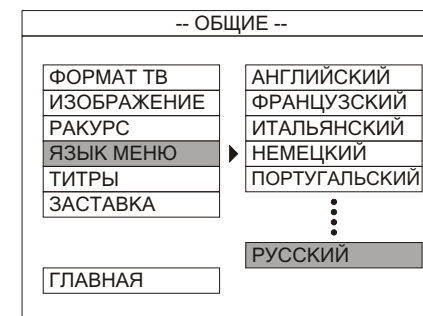 -- ОБЩИЕ --
ФОРМАТ ТВ
ИЗОБРАЖЕНИЕ
РАКУРС
ЯЗЫК МЕНЮ
ТИТРЫ
ЗАСТАВКА
ГЛАВНАЯ
АНГЛИЙСКИЙ
ФРАНЦУЗСКИЙ
ИТАЛЬЯНСКИЙ
НЕМЕЦКИЙ
ПОРТУГАЛЬСКИЙ
РУССКИЙ